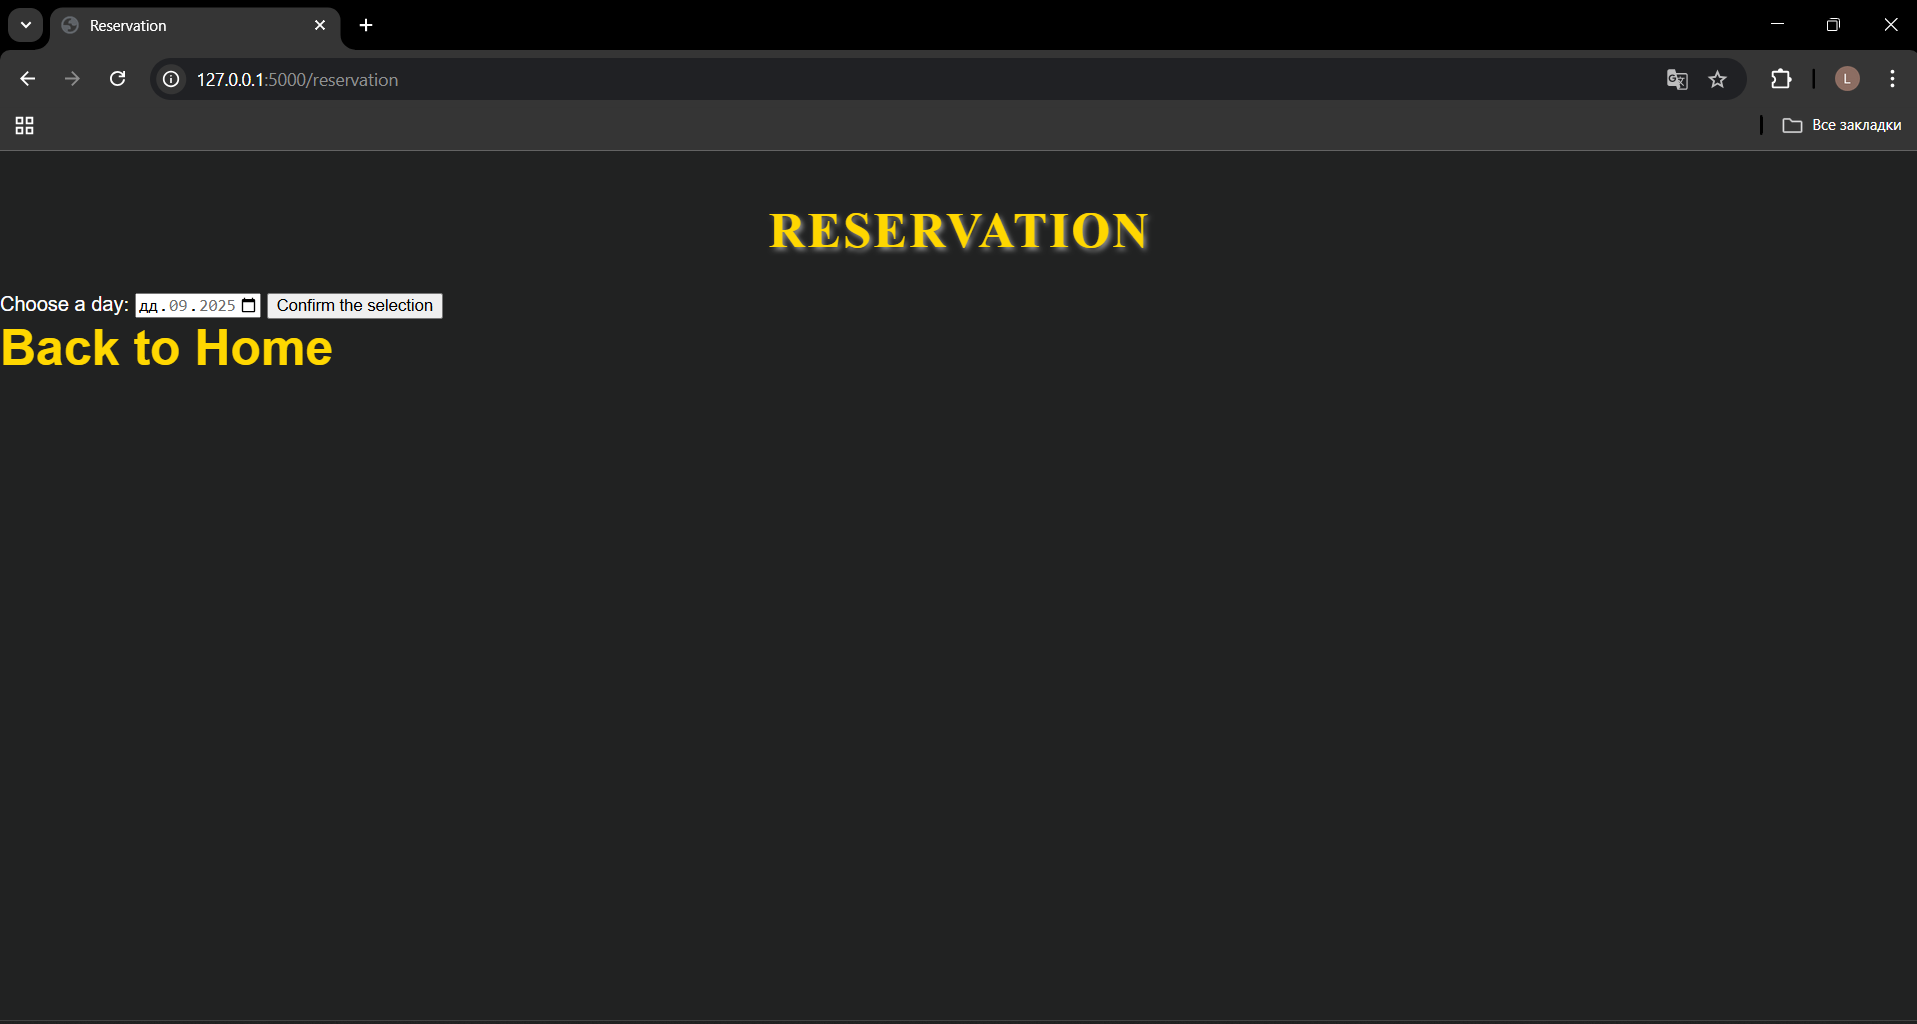 Reservation
127.0.0.1:5000/reservation
L
Все закладки
RESERVATION
Choose a day: дд.09.2025 Confirm the selection
Back to Home